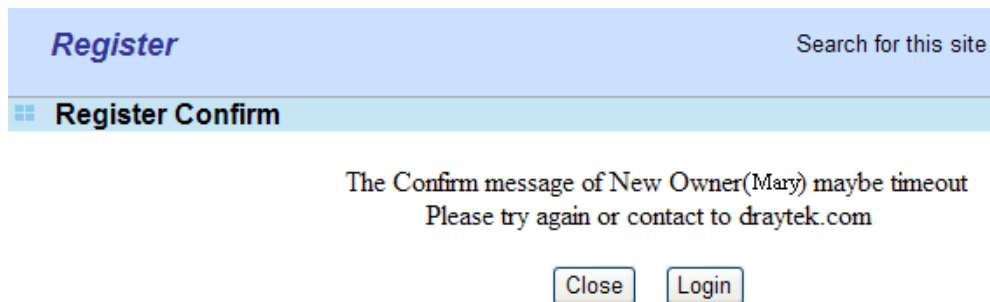 Register
Search for this site
Register Confirm
The Confirm message of New Owner(Mary) maybe timeout
Please try again or contact to draytek.com
Close
Login